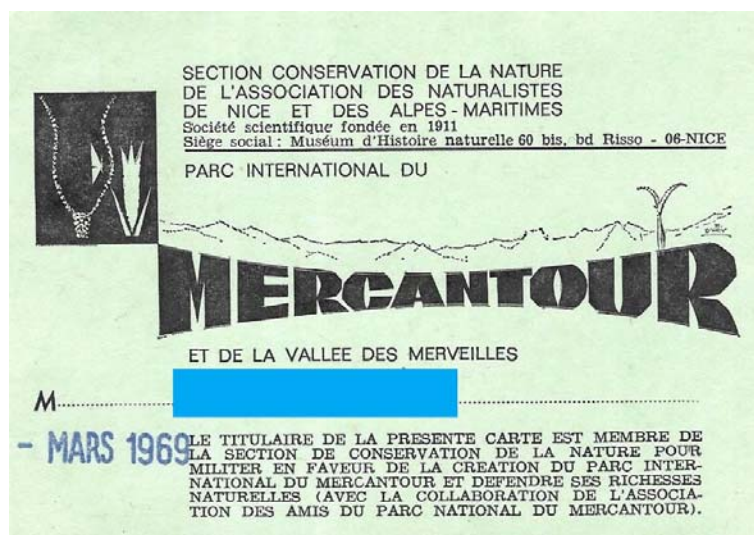 SECTION CONSERVATION DE LA NATURE
DE L'ASSOCIATION DES NATURALISTES
DE NICE ET DES ALPES-MARITIMES
Société scientifique fondée en 1911
Siège social : Muséum d'Histoire naturelle 60 bis, bd Risso - 06-NICE
PARC INTERNATIONAL DU
MERCANTOUR
ET DE LA VALLEE DES MERVEILLES
M
- MARS 1969
LE TITULAIRE DE LA PRESENTE CARTE EST MEMBRE DE
LA SECTION DE CONSERVATION DE LA NATURE POUR
MILITER EN FAVEUR DE LA CREATION DU PARC INTER-
NATIONAL DU MERCANTOUR ET DEFENDRE SES RICHESSES
NATURELLES (AVEC LA COLLABORATION DE L'ASSOCIA-
TION DES AMIS DU PARC NATIONAL DU MERCANTOUR).